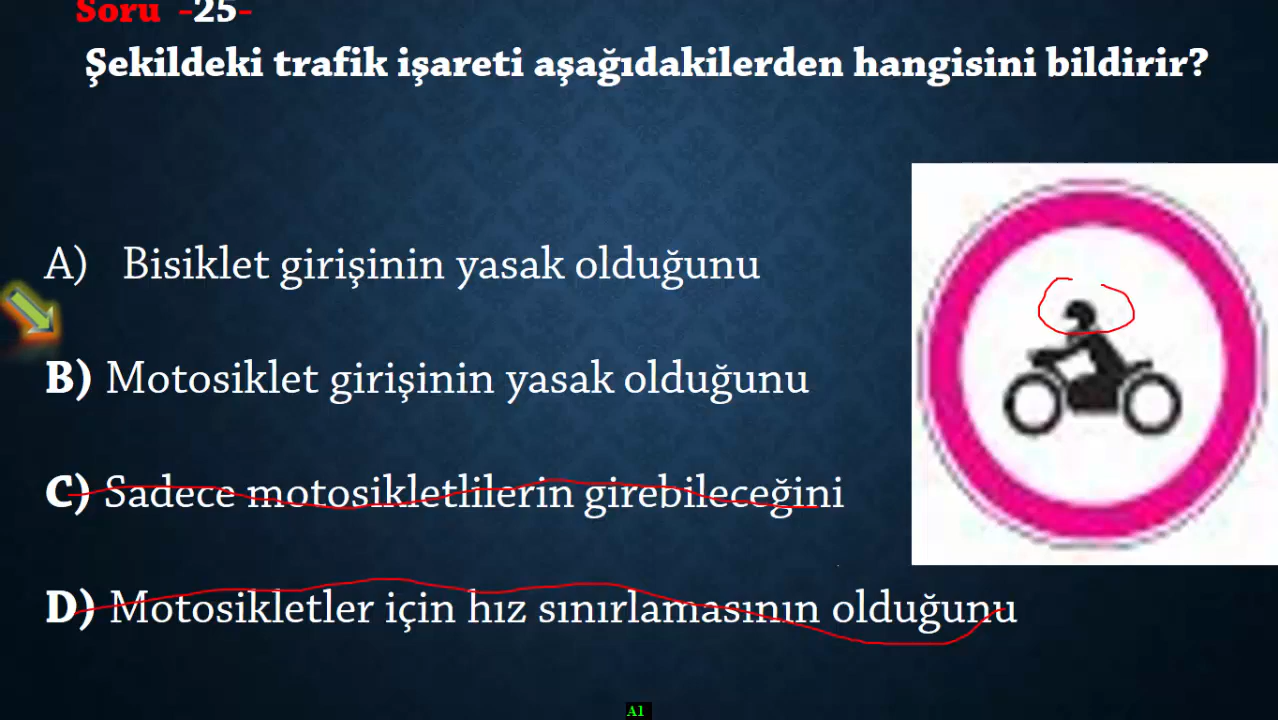 Soru -25-
Şekildeki trafik işareti aşağıdakilerden hangisini bildirir?
A) Bisiklet girişinin yasak olduğunu
B) Motosiklet girişinin yasak olduğunu
C) Sadece motosikletlilerin girebileceğini
D) Motosikletler için hız sınırlamasının olduğunu
A1